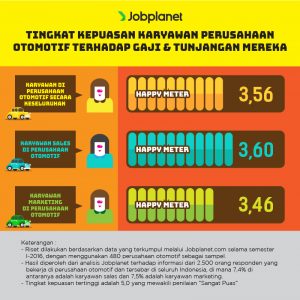 Jobplanet
TINGKAT KEPUASAN KARYAWAN PERUSAHAAN
OTOMOTIF TERHADAP GAJI & TUNJANGAN MEREKA
KARYAWAN DI
PERUSAHAAN
OTOMOTIF SECARA
KESELURUHAN
HAPPY METER
3,56
KARYAWAN SALES
DI PERUSAHAAN
OTOMOTIF
HAPPY METER
3,60
KARYAWAN
MARKETING
DI PERUSAHAAN
OTOMOTIF
HAPPY METER
3,46
Keterangan :
- Riset dilakukan berdasarkan data yang terkumpul melalui Jobplanet.com selama semester
I-2016, dengan menggunakan 480 perusahaan otomotif sebagai sampel.
- Hasil diperoleh dari analisis Jobplanet terhadap informasi dari 2.500 orang responden yang
bekerja di perusahaan otomotif dan tersebar di seluruh Indonesia, di mana 7,4% di
antaranya adalah karyawan sales dan 7,5% adalah karyawan marketing.
- Tingkat kepuasan tertinggi adalah 5,0 yang mewakili penilaian "Sangat Puas"